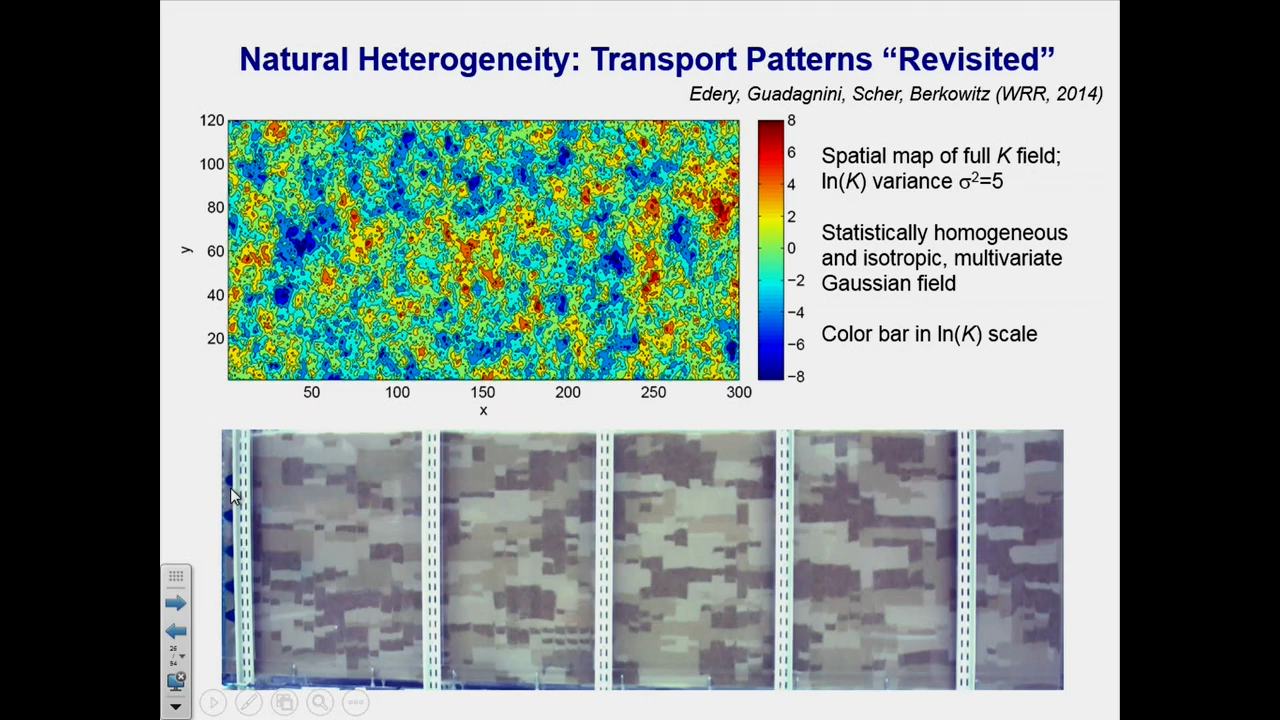 Natural Heterogeneity: Transport Patterns “Revisited”
Edery, Guadagnini, Scher, Berkowitz (WRR, 2014)
120
100
80
60
40
20
y
50 100 150 200 250 300
x
8
6
4
2
0
−2
−4
−6
−8
Spatial map of full K field;
ln(K) variance σ²=5
Statistically homogeneous
and isotropic, multivariate
Gaussian field
Color bar in ln(K) scale
26
/
94